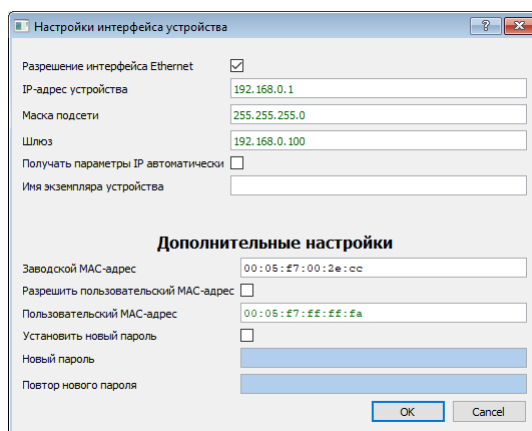 Настройки интерфейса устройства
Разрешение интерфейса Ethernet
IP-адрес устройства 192.168.0.1
Маска подсети 255.255.255.0
Шлюз 192.168.0.100
Получать параметры IP автоматически
Имя экземпляра устройства
Дополнительные настройки
Заводской MAC-адрес 00:05:f7:00:2e:cc
Разрешить пользовательский MAC-адрес
Пользовательский MAC-адрес 00:05:f7:ff:ff:fa
Установить новый пароль
Новый пароль
Повтор нового пароля
OK Cancel